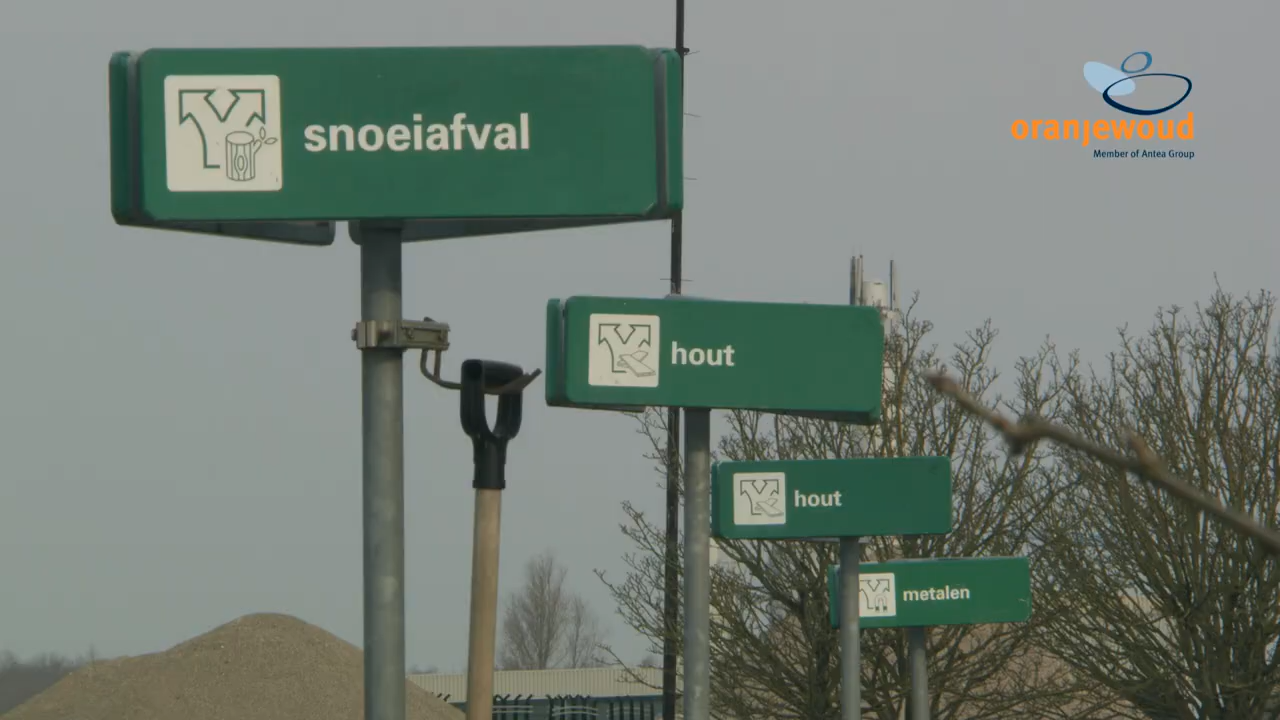 snoeiafval
oranjewoud
Member of Antea Group
hout
hout
metalen